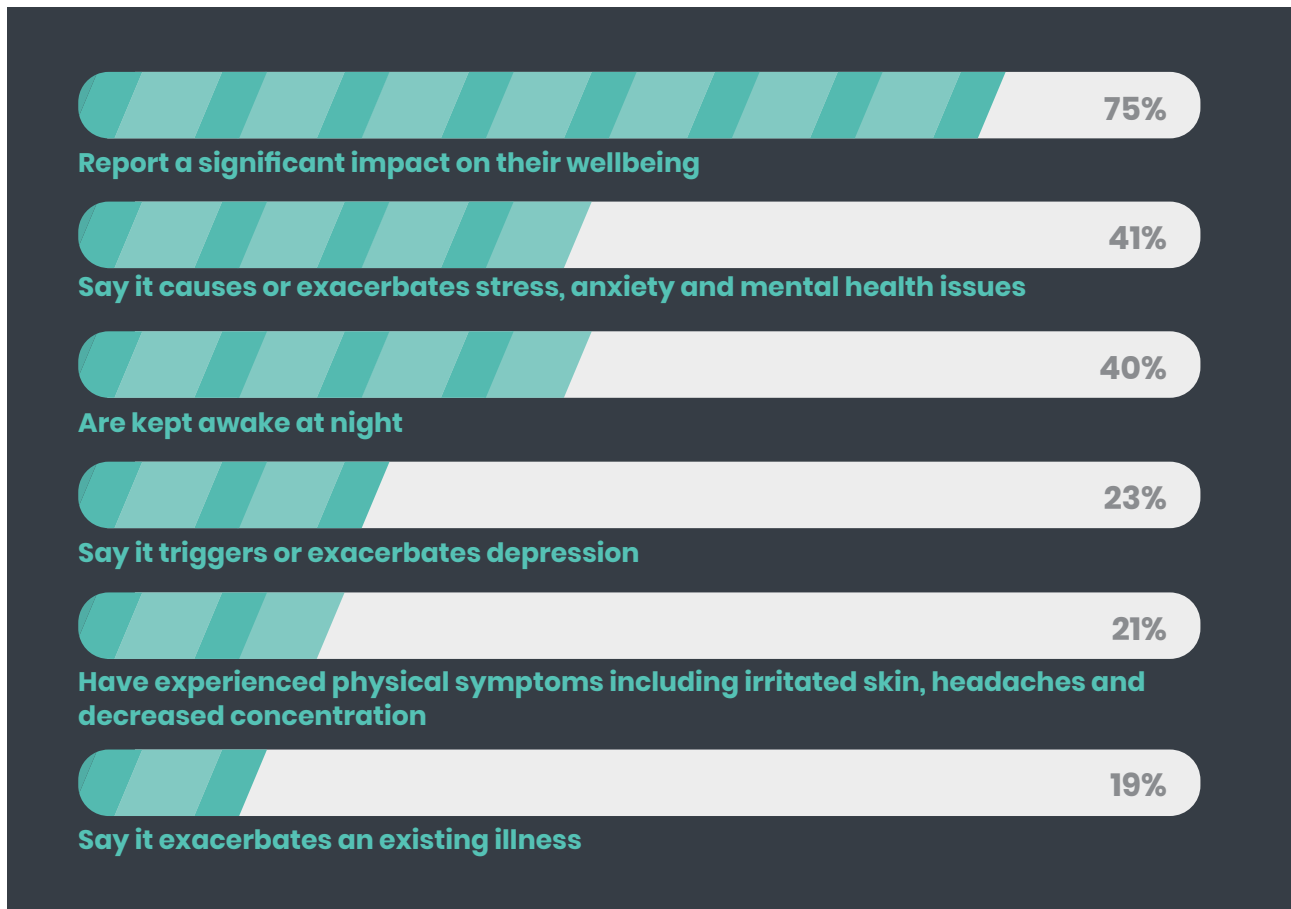 75%
Report a significant impact on their wellbeing
41%
Say it causes or exacerbates stress, anxiety and mental health issues
40%
Are kept awake at night
23%
Say it triggers or exacerbates depression
21%
Have experienced physical symptoms including irritated skin, headaches and
decreased concentration
19%
Say it exacerbates an existing illness